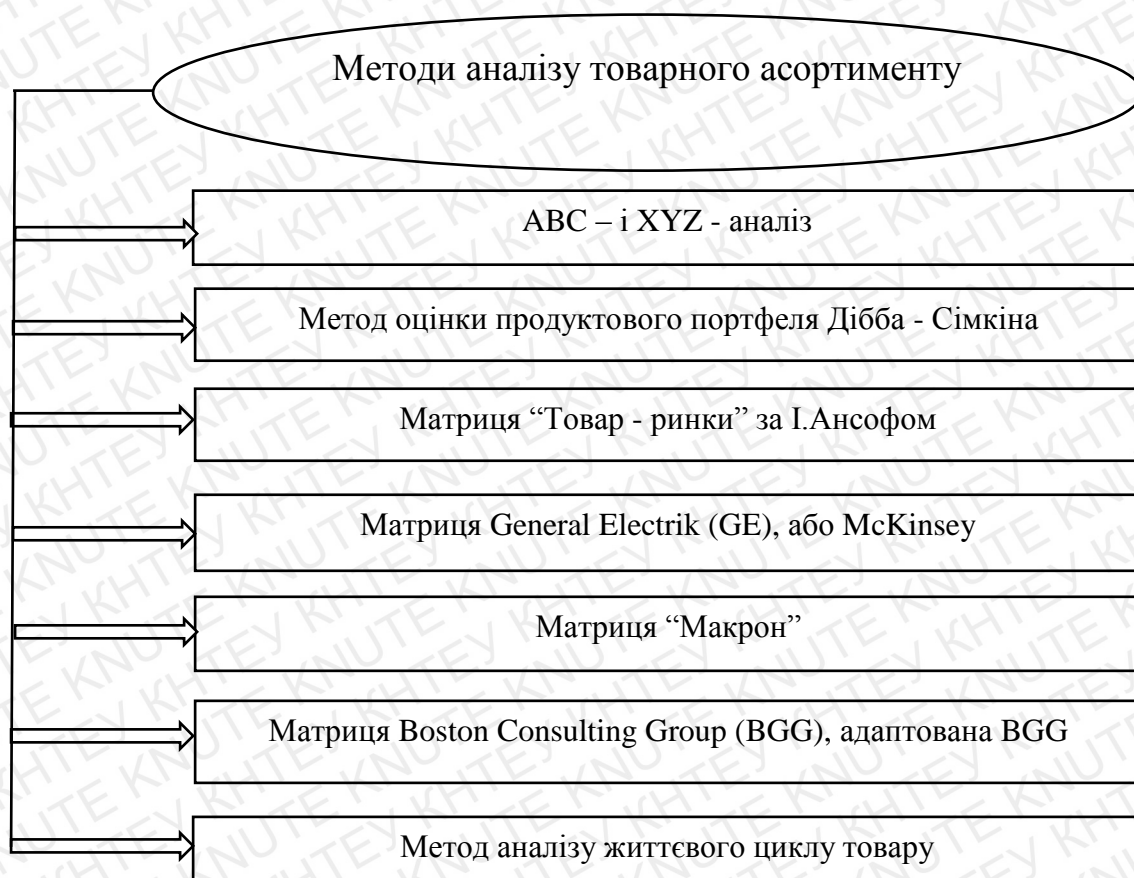 Методи аналізу товарного асортименту
ABC – і XYZ - аналіз
Метод оцінки продуктового портфеля Дібба - Сімкіна
Матриця “Товар - ринки” за І.Ансофом
Матриця General Electrik (GE), або McKinsey
Матриця “Макрон”
Матриця Boston Consulting Group (BGG), адаптована BGG
Метод аналізу життєвого циклу товару